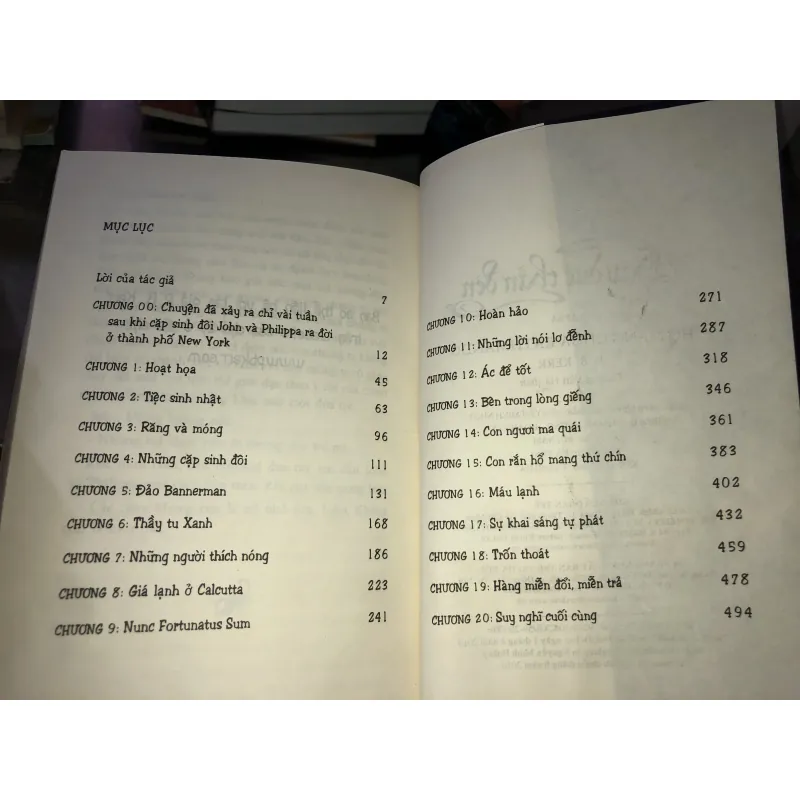 MỤC LỤC
Lời của tác giả 7
CHƯƠNG 00: Chuyện đã xảy ra chỉ vài tuần
sau khi cặp sinh đôi John và Philippa ra đời
ở thành phố New York 12
CHƯƠNG 1: Hoạt họa 45
CHƯƠNG 2: Tiệc sinh nhật 63
CHƯƠNG 3: Răng và móng 96
CHƯƠNG 4: Những cặp sinh đôi 111
CHƯƠNG 5: Đảo Bannerman 131
CHƯƠNG 6: Thầy tu Xanh 168
CHƯƠNG 7: Những người thích nóng 186
CHƯƠNG 8: Giá lạnh ở Calcutta 223
CHƯƠNG 9: Nunc Fortunatus Sum 241
CHƯƠNG 10: Hoàn hảo 271
CHƯƠNG 11: Những lời nói lơ đễnh 287
CHƯƠNG 12: Ác để tốt 318
CHƯƠNG 13: Bên trong lòng giếng 346
CHƯƠNG 14: Con ngươi ma quái 361
CHƯƠNG 15: Con rắn hổ mang thứ chín 383
CHƯƠNG 16: Máu lạnh 402
CHƯƠNG 17: Sự khai sáng tự phát 432
CHƯƠNG 18: Trốn thoát 459
CHƯƠNG 19: Hàng miễn đổi, miễn trả 478
CHƯƠNG 20: Suy nghĩ cuối cùng 494